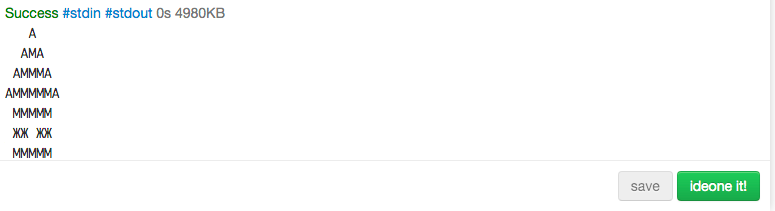 Success #stdin #stdout 0s 4980KB
   A
  AMA
 AMMMA
AMMMMMA
 MMMMM
 ЖЖ ЖЖ
 MMMMM
save
ideone it!